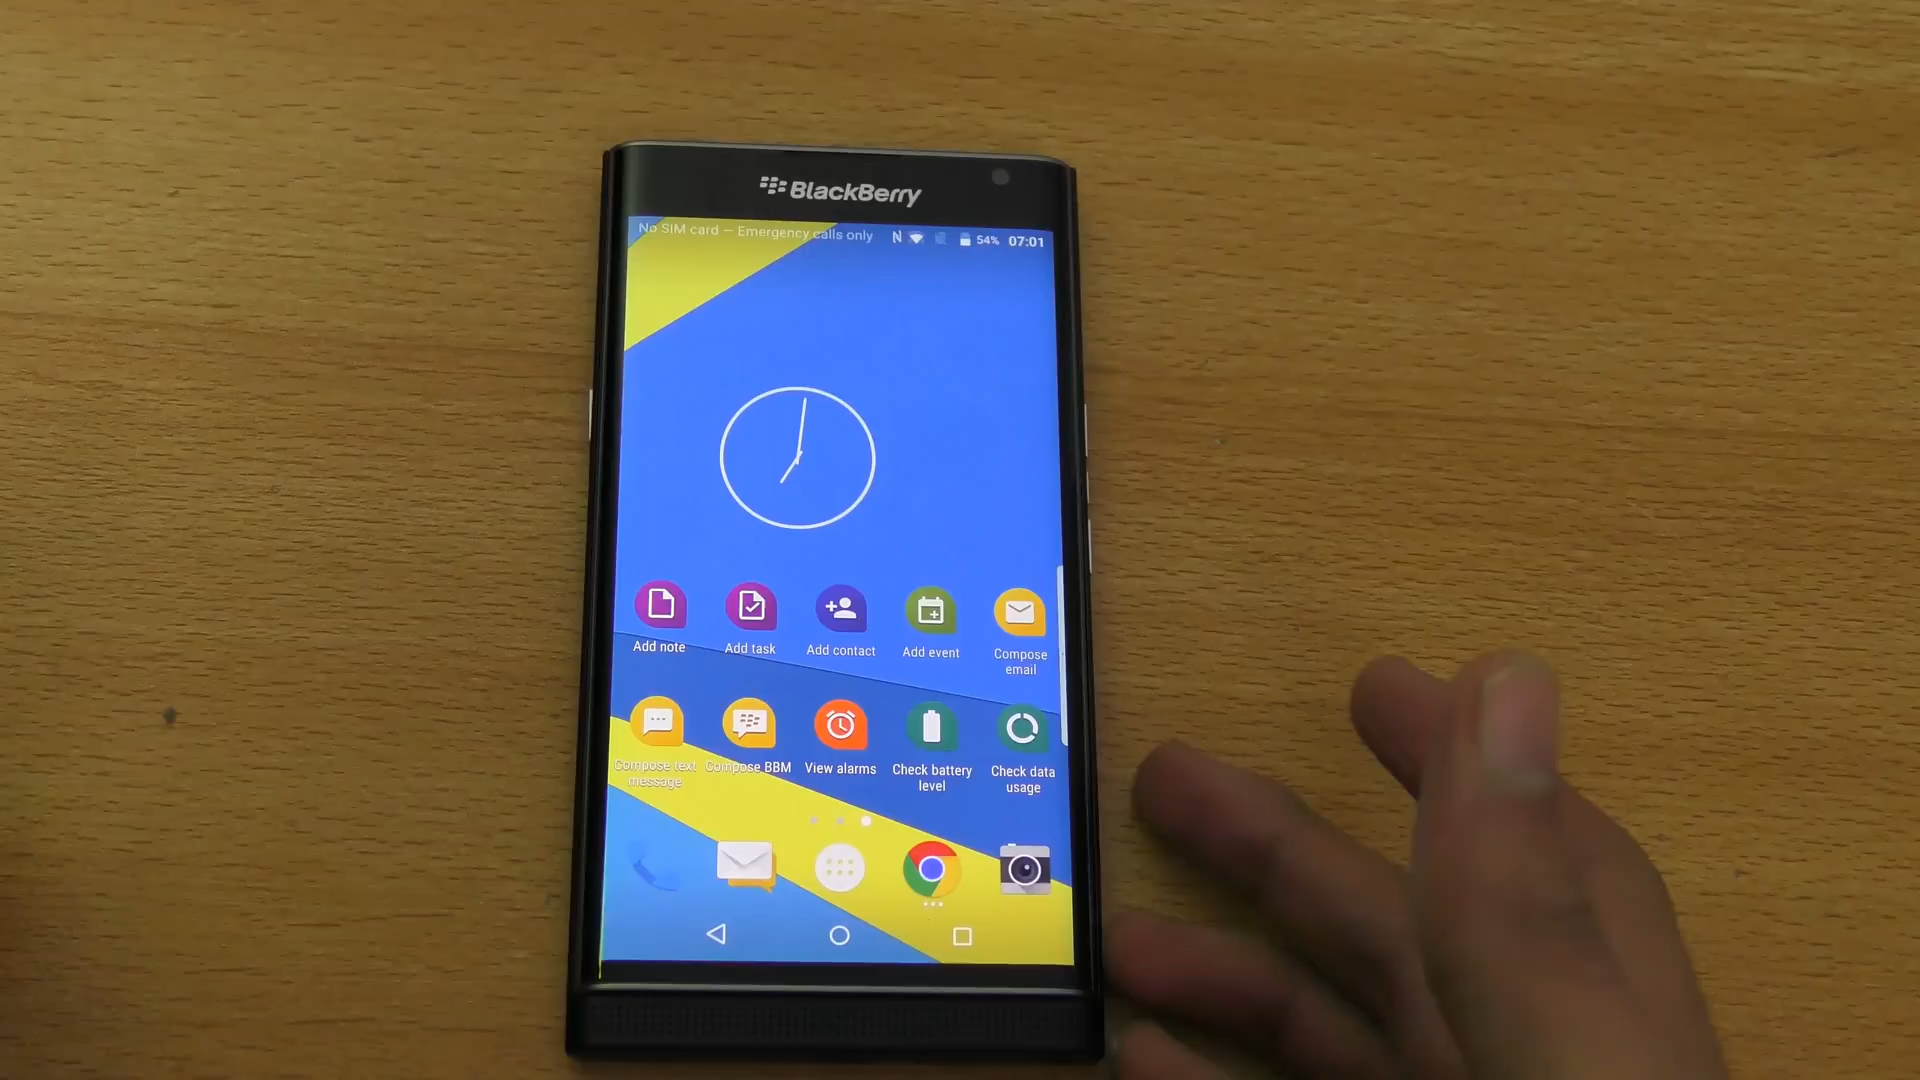 BlackBerry
No SIM card — Emergency calls only
54% 07:01
Add note
Add task
Add contact
Add event
Compose
email
Compose text
message
Compose BBM
View alarms
Check battery
level
Check data
usage